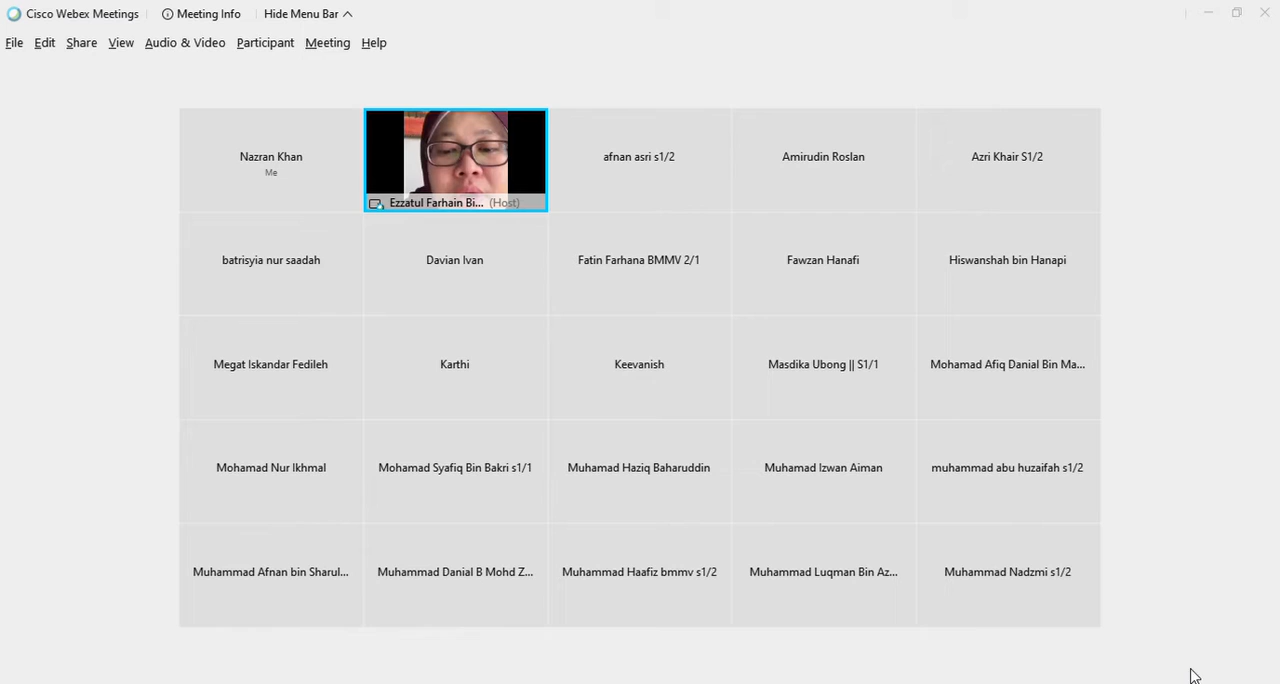 Cisco Webex Meetings Meeting Info Hide Menu Bar
File Edit Share View Audio & Video Participant Meeting Help
Nazran Khan
Me
Ezzatul Farhain Bi... (Host)
afnan asri s1/2
Amirudin Roslan
Azri Khair S1/2
batrisyia nur saadah
Davian Ivan
Fatin Farhana BMMV 2/1
Fawzan Hanafi
Hiswanshah bin Hanapi
Megat Iskandar Fedileh
Karthi
Keevanish
Masdika Ubong || S1/1
Mohamad Afiq Danial Bin Ma...
Mohamad Nur Ikhmal
Mohamad Syafiq Bin Bakri s1/1
Muhamad Haziq Baharuddin
Muhamad Izwan Aiman
muhammad abu huzaifah s1/2
Muhammad Afnan bin Sharul...
Muhammad Danial B Mohd Z...
Muhammad Haafiz bmmv s1/2
Muhammad Luqman Bin Az...
Muhammad Nadzmi s1/2